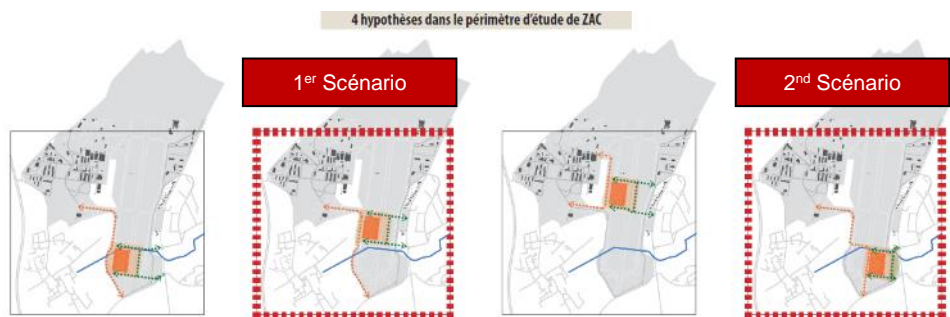 4 hypothèses dans le périmètre d'étude de ZAC
1er Scénario
2nd Scénario